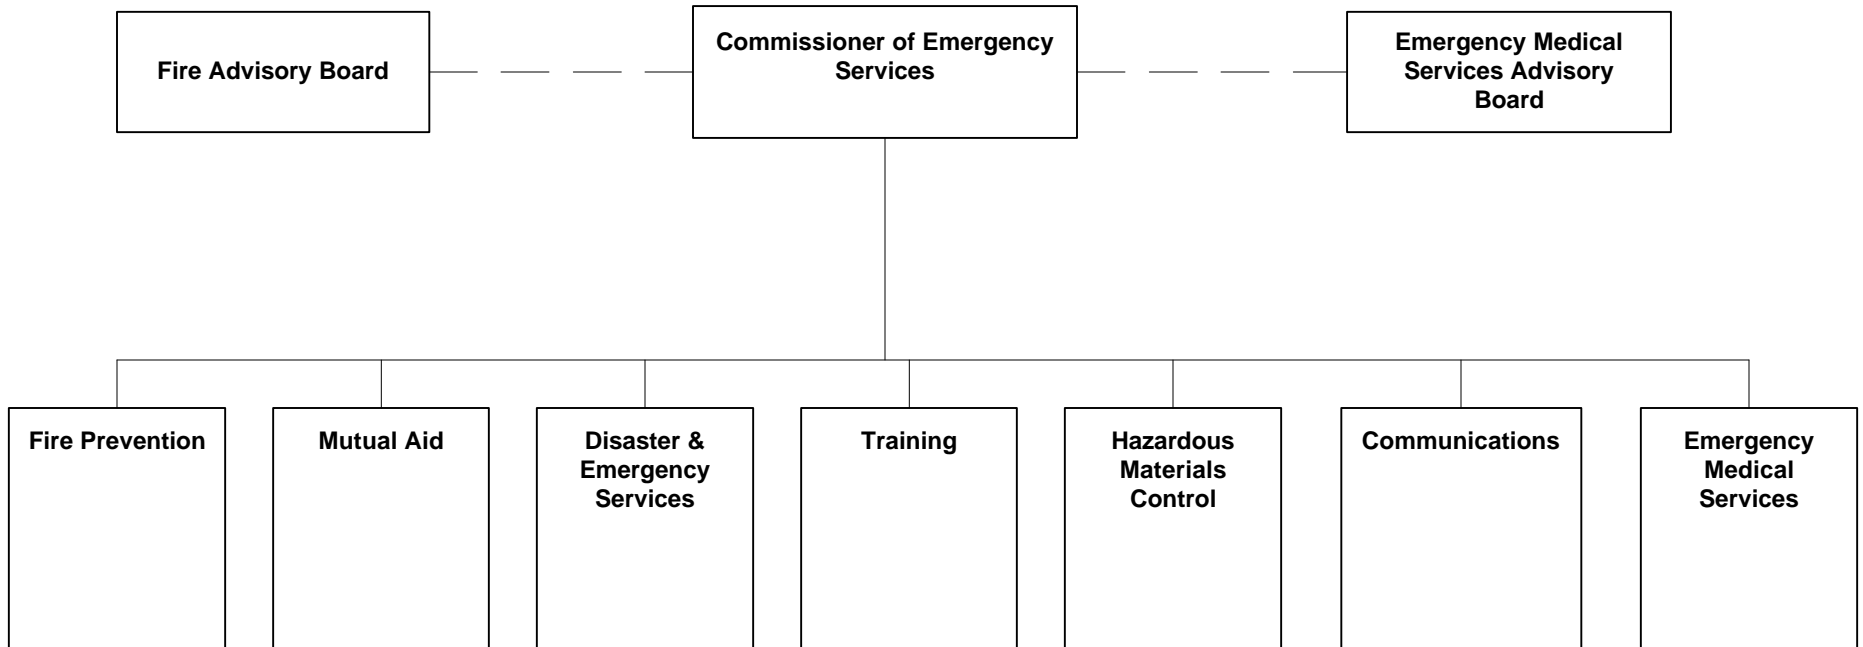 Fire Advisory Board
Commissioner of Emergency
Services
Emergency Medical
Services Advisory
Board
Fire Prevention
Mutual Aid
Disaster &
Emergency
Services
Training
Hazardous
Materials
Control
Communications
Emergency
Medical
Services